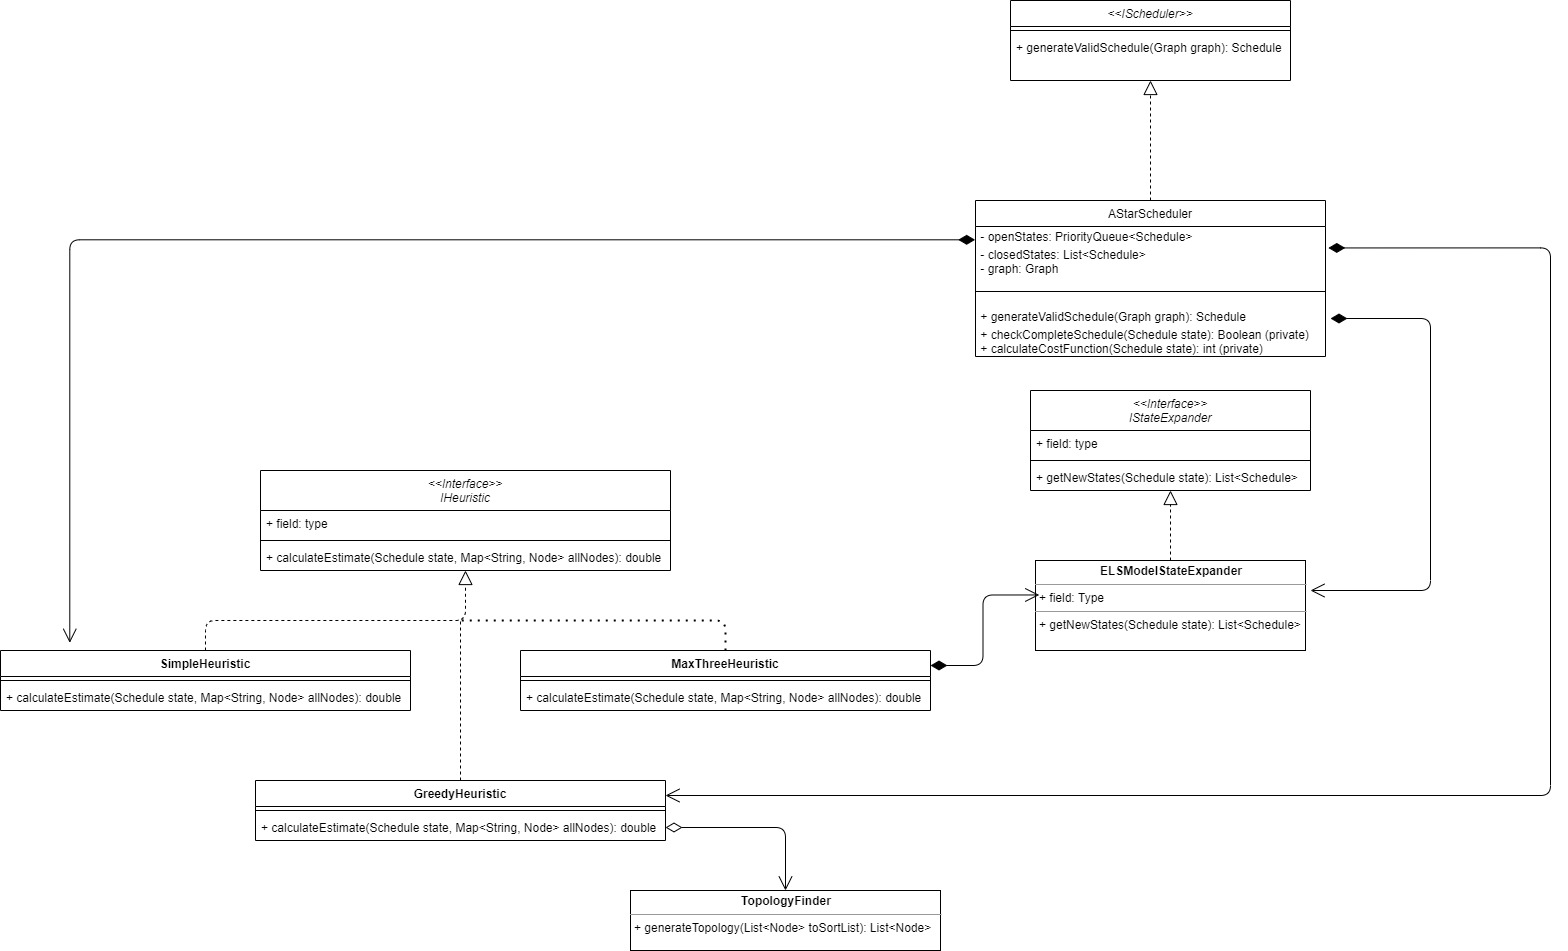 <<IScheduler>>
+ generateValidSchedule(Graph graph): Schedule
AStarScheduler
- openStates: PriorityQueue<Schedule>
- closedStates: List<Schedule>
- graph: Graph
+ generateValidSchedule(Graph graph): Schedule
+ checkCompleteSchedule(Schedule state): Boolean (private)
+ calculateCostFunction(Schedule state): int (private)
<<Interface>>
IStateExpander
+ field: type
+ getNewStates(Schedule state): List<Schedule>
<<Interface>>
IHeuristic
+ field: type
+ calculateEstimate(Schedule state, Map<String, Node> allNodes): double
ELSModelStateExpander
+ field: Type
+ getNewStates(Schedule state): List<Schedule>
SimpleHeuristic
+ calculateEstimate(Schedule state, Map<String, Node> allNodes): double
MaxThreeHeuristic
+ calculateEstimate(Schedule state, Map<String, Node> allNodes): double
GreedyHeuristic
+ calculateEstimate(Schedule state, Map<String, Node> allNodes): double
TopologyFinder
+ generateTopology(List<Node> toSortList): List<Node>